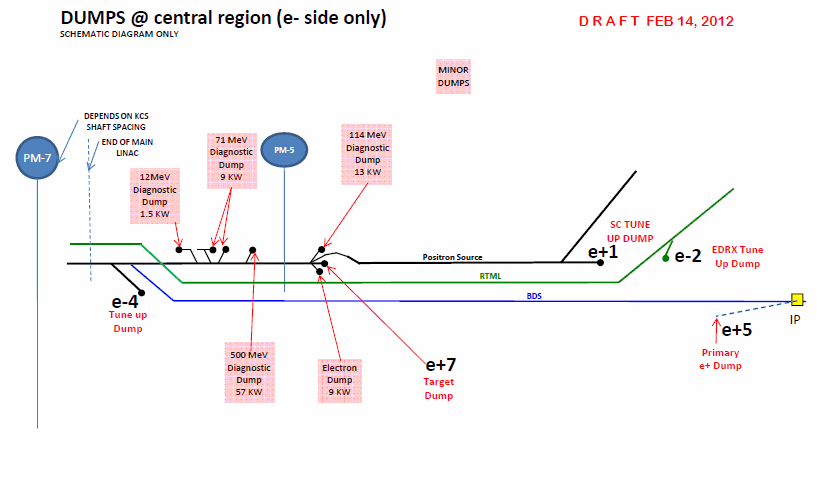 DUMPS @ central region (e- side only)
SCHEMATIC DIAGRAM ONLY
D R A F T FEB 14, 2012
MINOR
DUMPS
DEPENDS ON KCS
SHAFT SPACING
END OF MAIN
LINAC
PM-7
12MeV
Diagnostic
Dump
1.5 KW
71 MeV
Diagnostic
Dump
9 KW
PM-5
114 MeV
Diagnostic
Dump
13 KW
SC TUNE
UP DUMP
e+1
e-2
EDRX Tune
Up Dump
Positron Source
RTML
BDS
e-4
Tune up
Dump
IP
e+5
Primary
e+ Dump
500 MeV
Diagnostic
Dump
57 KW
Electron
Dump
9 KW
e+7
Target
Dump